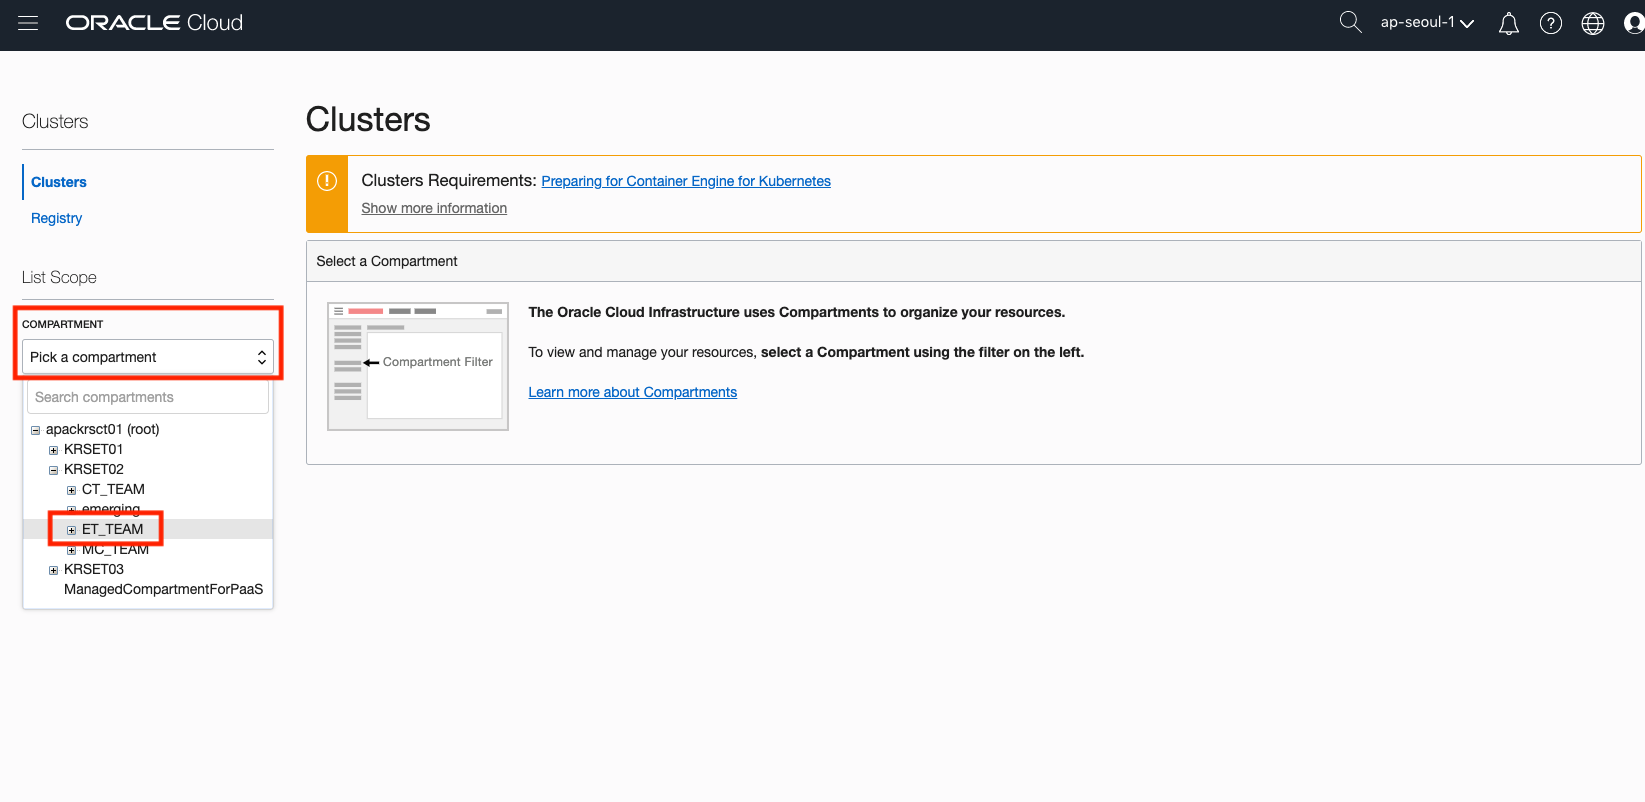 ORACLE Cloud
ap-seoul-1
Clusters
Clusters
Registry
List Scope
COMPARTMENT
Pick a compartment
Search compartments
apackrsct01 (root)
KRSET01
KRSET02
CT_TEAM
emerging
ET_TEAM
MC_TEAM
KRSET03
ManagedCompartmentForPaaS
Clusters
Clusters Requirements: Preparing for Container Engine for Kubernetes
Show more information
Select a Compartment
Compartment Filter
The Oracle Cloud Infrastructure uses Compartments to organize your resources.
To view and manage your resources, select a Compartment using the filter on the left.
Learn more about Compartments